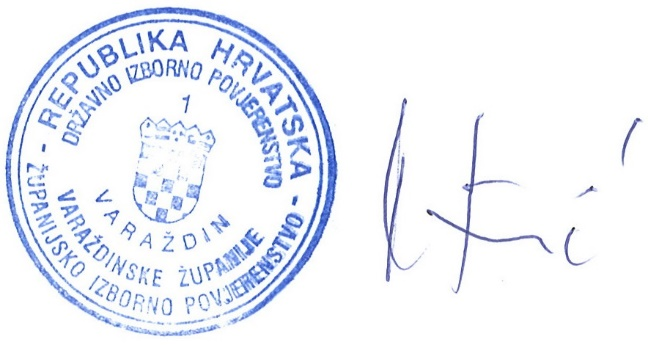 REPUBLIKA HRVATSKA
DRŽAVNO IZBORNO POVJERENSTVO
1
VARAŽDIN
VARAŽDINSKE ŽUPANIJE
ŽUPANIJSKO IZBORNO POVJERENSTVO